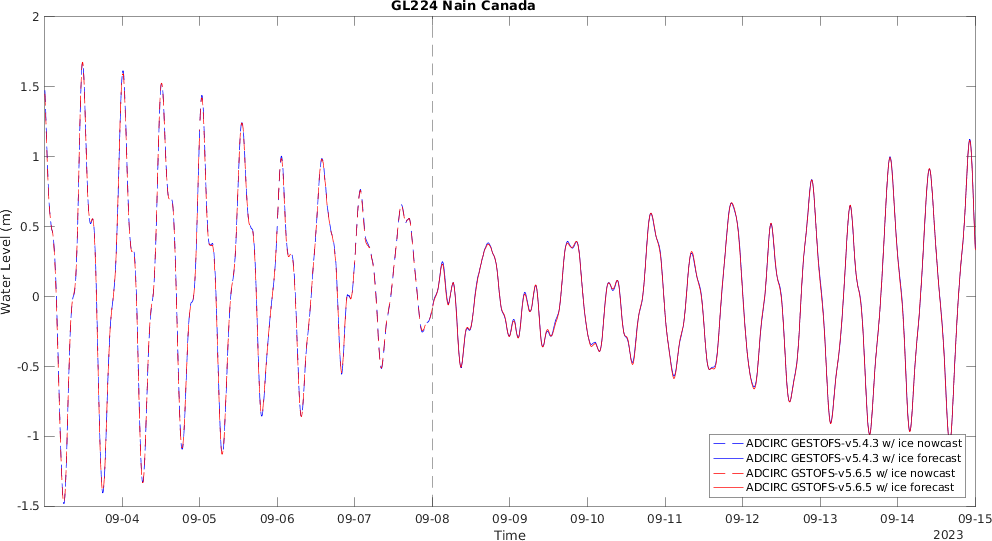 GL224 Nain Canada
2
1.5
1
0.5
0
-0.5
-1
-1.5
Water Level (m)
ADCIRC GESTOFS-v5.4.3 w/ ice nowcast
ADCIRC GESTOFS-v5.4.3 w/ ice forecast
ADCIRC GSTOFS-v5.6.5 w/ ice nowcast
ADCIRC GSTOFS-v5.6.5 w/ ice forecast
09-04 09-05 09-06 09-07 09-08 09-09 09-10 09-11 09-12 09-13 09-14 09-15
Time
2023